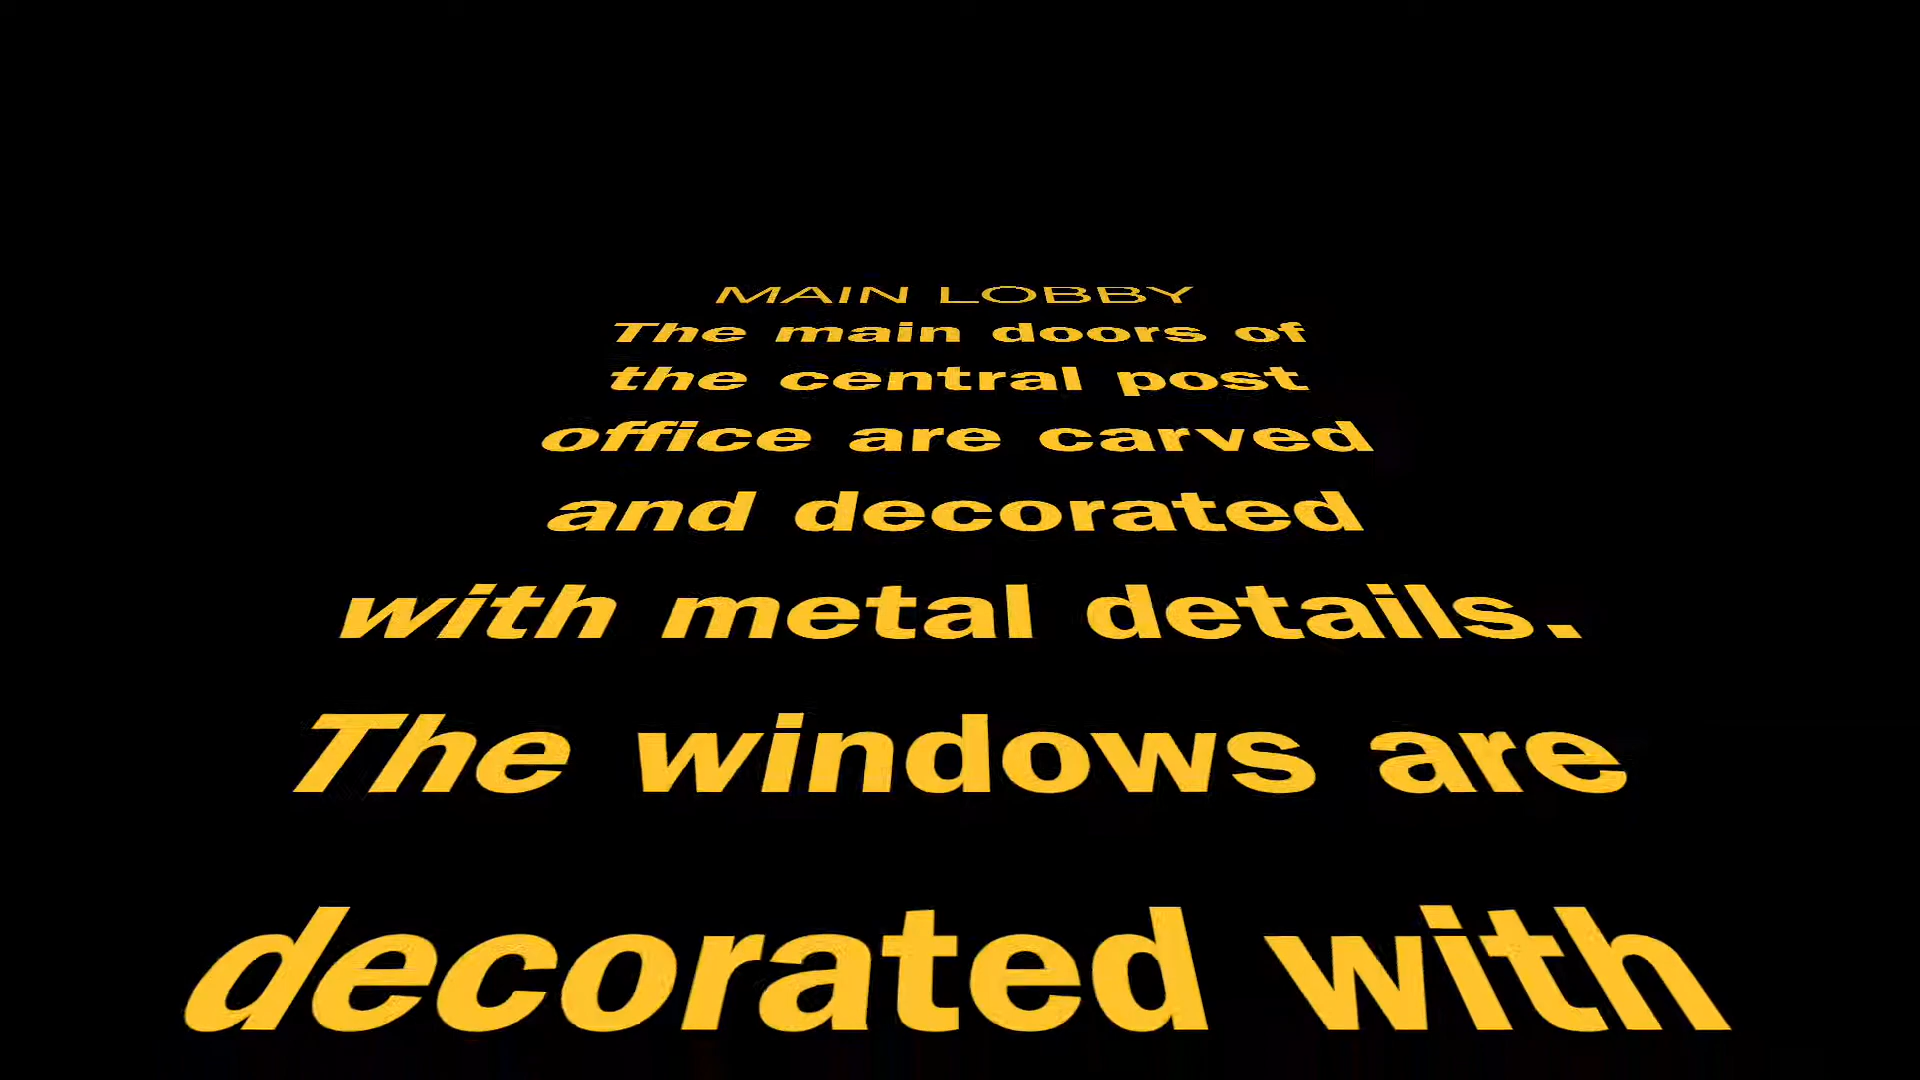 MAIN LOBBY
The main doors of
the central post
office are carved
and decorated
with metal details.
The windows are
decorated with